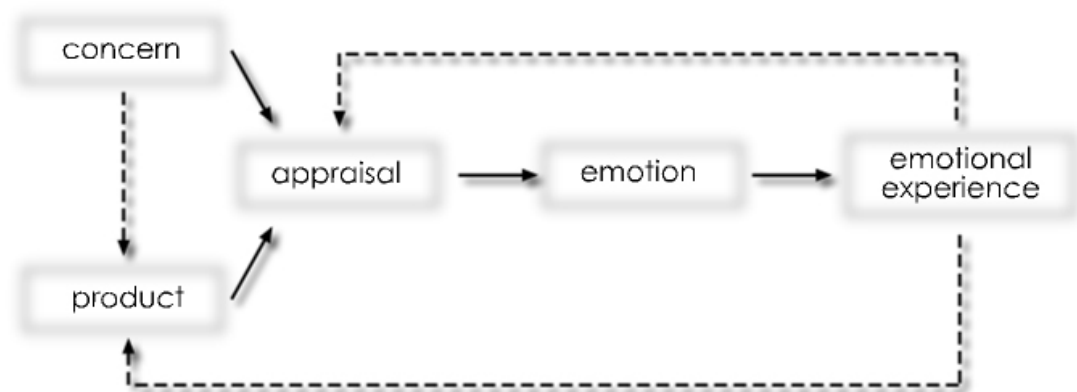 concern
appraisal
emotion
emotional
experience
product